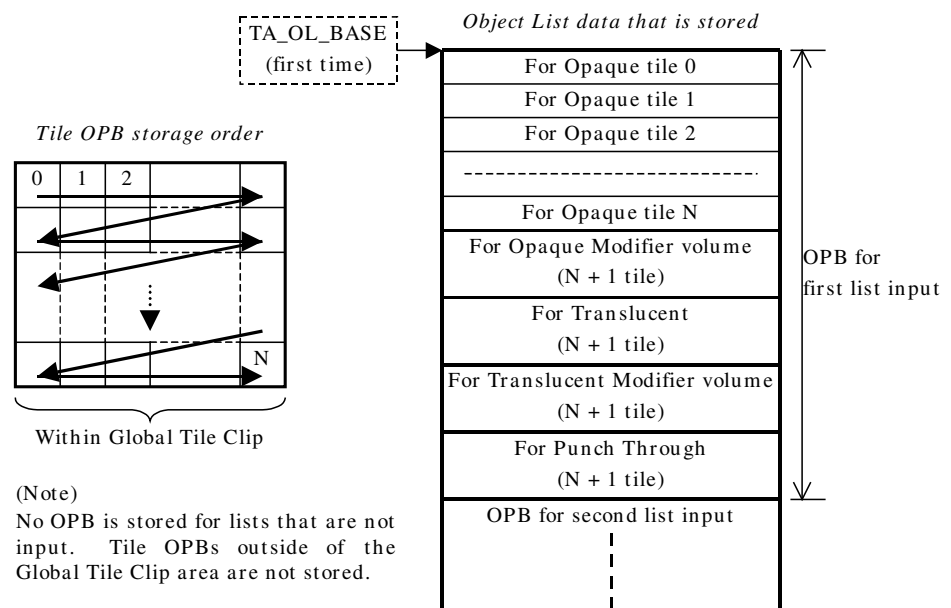 Object List data that is stored
TA_OL_BASE
(first time)
For Opaque tile 0
For Opaque tile 1
For Opaque tile 2
For Opaque tile N
For Opaque Modifier volume
(N + 1 tile)
For Translucent
(N + 1 tile)
For Translucent Modifier volume
(N + 1 tile)
For Punch Through
(N + 1 tile)
OPB for second list input
OPB for
first list input
Tile OPB storage order
0 1 2
N
Within Global Tile Clip
(Note)
No OPB is stored for lists that are not
input. Tile OPBs outside of the
Global Tile Clip area are not stored.